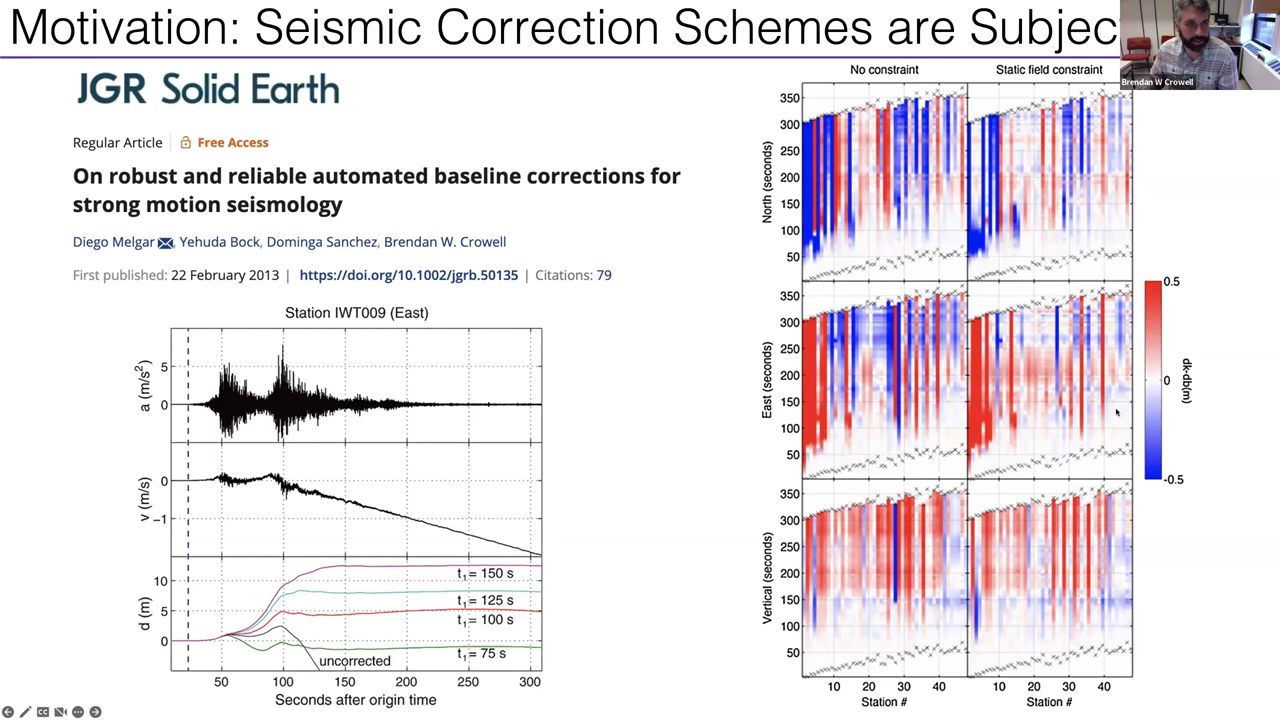 Motivation: Seismic Correction Schemes are Subjec
Brendan W Crowell
JGR Solid Earth
Regular Article | Free Access
On robust and reliable automated baseline corrections for
strong motion seismology
Diego Melgar, Yehuda Bock, Dominga Sanchez, Brendan W. Crowell
First published: 22 February 2013 | https://doi.org/10.1002/jgrb.50135 | Citations: 79
Station IWT009 (East)
a (m/s²)
5
0
v (m/s)
0
−1
d (m)
10
5
0
t₁= 150 s
t₁= 125 s
t₁= 100 s
t₁= 75 s
uncorrected
50 100 150 200 250 300
Seconds after origin time
No constraint
Static field constraint
North (seconds)
350
300
250
200
150
100
50
East (seconds)
350
300
250
200
150
100
50
Vertical (seconds)
350
300
250
200
150
100
50
10 20 30 40
Station #
10 20 30 40
Station #
0.5
0
-0.5
dk-db(m)
CC